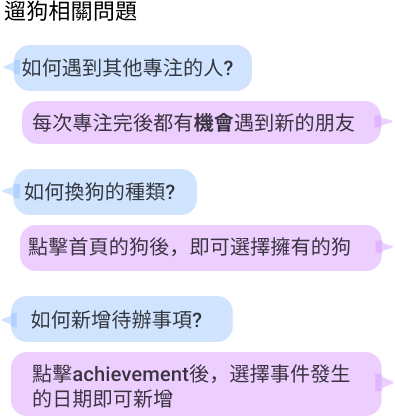 遛狗相關問題
如何遇到其他專注的人?
每次專注完後都有機會遇到新的朋友
如何換狗的種類?
點擊首頁的狗後，即可選擇擁有的狗
如何新增待辦事項?
點擊achievement後，選擇事件發生
的日期即可新增